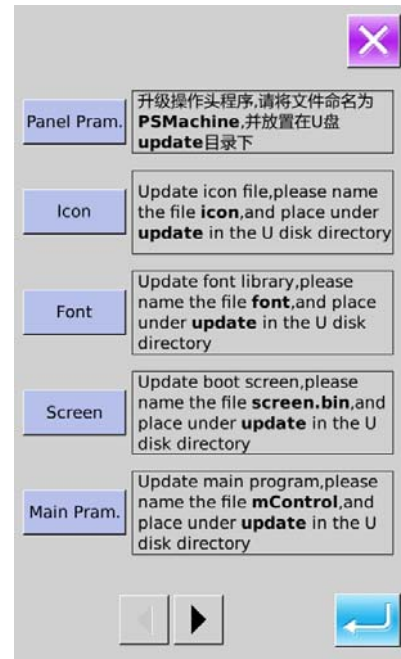 Panel Pram.
升级操作头程序,请将文件命名为
PSMachine,并放置在U盘
update目录下
Icon
Update icon file,please name
the file icon,and place under
update in the U disk directory
Font
Update font library,please
name the file font,and place
under update in the U disk
directory
Screen
Update boot screen,please
name the file screen.bin,and
place under update in the U
disk directory
Main Pram.
Update main program,please
name the file mControl,and
place under update in the U
disk directory